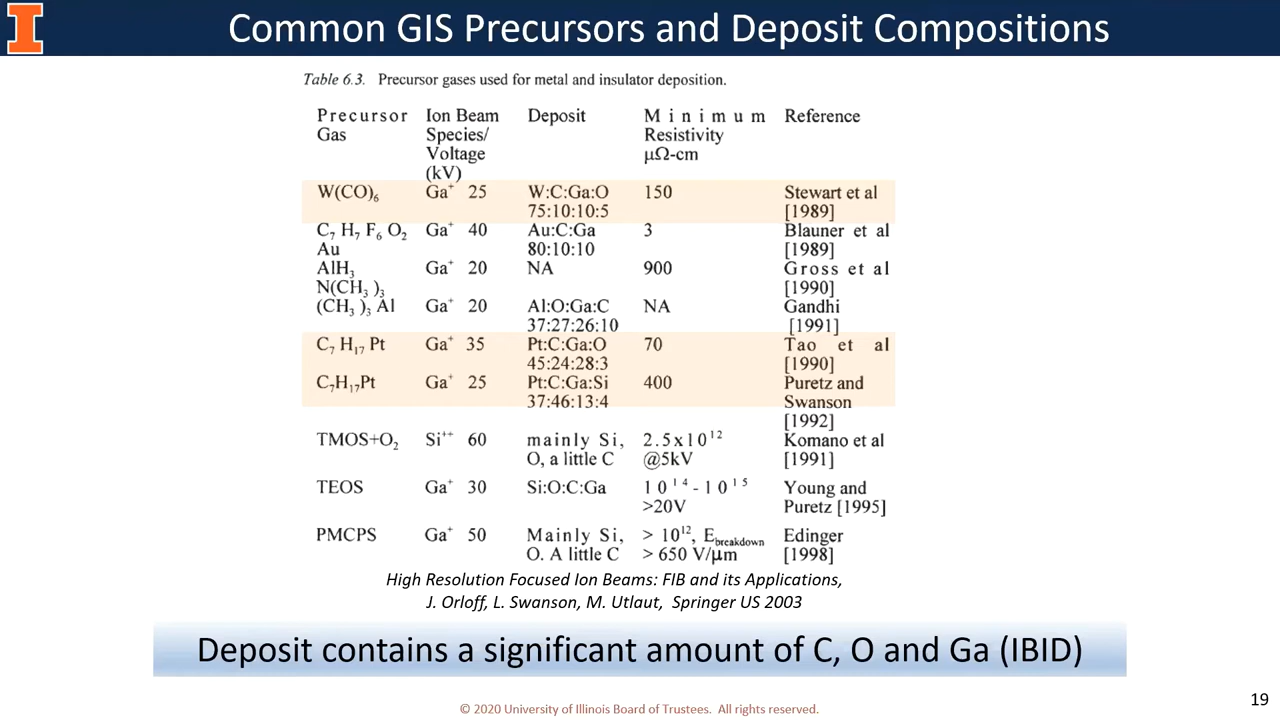 I
Common GIS Precursors and Deposit Compositions
Table 6.3. Precursor gases used for metal and insulator deposition.
Precursor Gas Ion Beam Species/ Voltage (kV) Deposit Minimum Resistivity μΩ-cm Reference
W(CO)₆ Ga⁺ 25 W:C:Ga:O 150 Stewart et al
75:10:10:5 [1989]
C₇ H₇ F₆ O₂ Ga⁺ 40 Au:C:Ga 3 Blauner et al
Au 80:10:10 [1989]
AlH₃ Ga⁺ 20 NA 900 Gross et al
N(CH₃ )₃ [1990]
(CH₃ )₃ Al Ga⁺ 20 Al:O:Ga:C NA Gandhi
37:27:26:10 [1991]
C₇ H₁₇ Pt Ga⁺ 35 Pt:C:Ga:O 70 Tao et al
45:24:28:3 [1990]
C₇H₁₇Pt Ga⁺ 25 Pt:C:Ga:Si 400 Puretz and
37:46:13:4 Swanson
[1992]
TMOS+O₂ Si⁺⁺ 60 mainly Si, 2.5x10¹² Komano et al
O, a little C @5kV [1991]
TEOS Ga⁺ 30 Si:O:C:Ga 10¹⁴-10¹⁵ Young and
>20V Puretz [1995]
PMCPS Ga⁺ 50 Mainly Si, > 10¹², E breakdown Edinger
O. A little C > 650 V/μm [1998]
High Resolution Focused Ion Beams: FIB and its Applications,
J. Orloff, L. Swanson, M. Utlaut, Springer US 2003
Deposit contains a significant amount of C, O and Ga (IBID)
19
© 2020 University of Illinois Board of Trustees. All rights reserved.